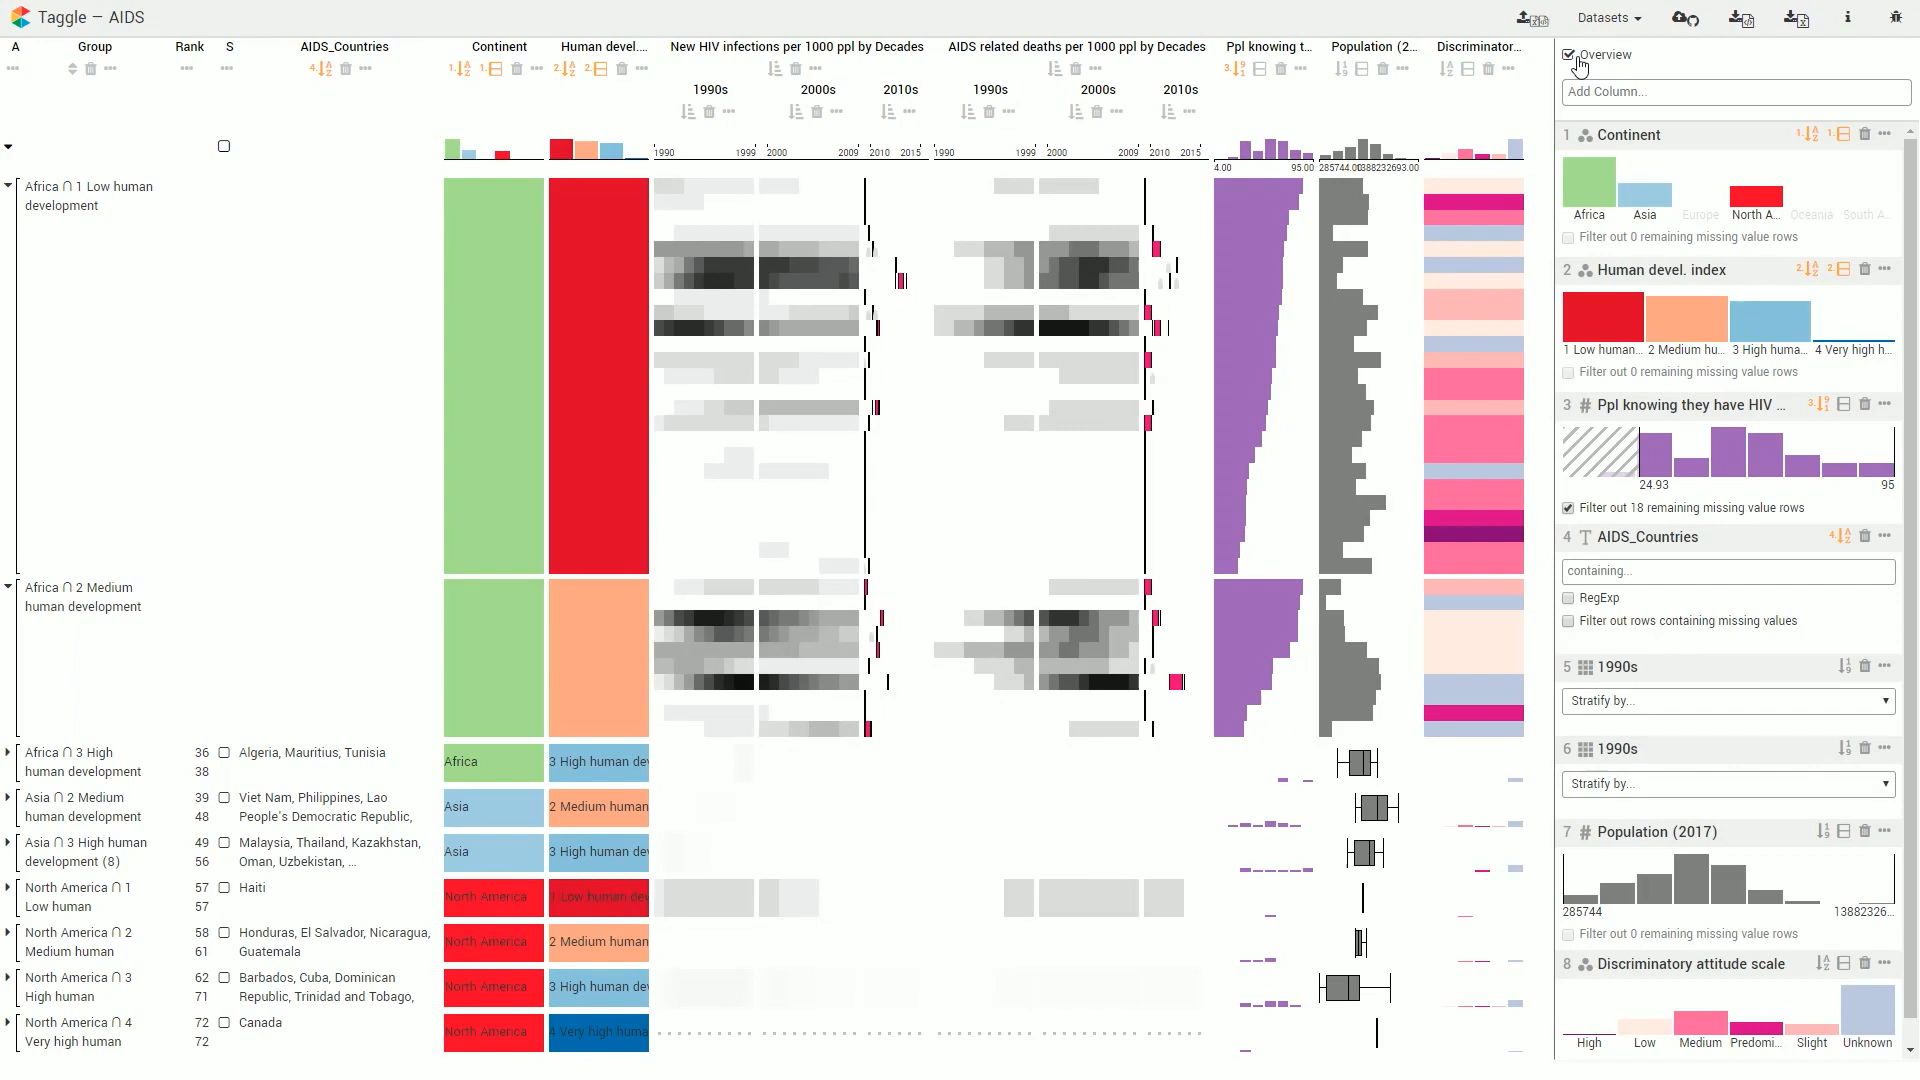 Taggle — AIDS
Datasets
A Group Rank S AIDS_Countries Continent Human devel.... New HIV infections per 1000 ppl by Decades AIDS related deaths per 1000 ppl by Decades Ppl knowing t... Population (2... Discriminator...
1990s 2000s 2010s 1990s 2000s 2010s
1990 1999 2000 2009 2010 2015 1990 1999 2000 2009 2010 2015
4.00 95.00
Africa ∩ 1 Low human
development
Africa ∩ 2 Medium
human development
Africa ∩ 3 High 36 Algeria, Mauritius, Tunisia Africa 3 High human dev
human development 38
Asia ∩ 2 Medium 39 Viet Nam, Philippines, Lao Asia 2 Medium human
human development 48 People's Democratic Republic,
Asia ∩ 3 High human 49 Malaysia, Thailand, Kazakhstan, Asia 3 High human dev
development (8) 56 Oman, Uzbekistan, ...
North America ∩ 1 57 Haiti North America 1 Low human dev
Low human 57
North America ∩ 2 58 Honduras, El Salvador, Nicaragua, North America 2 Medium human
Medium human 61 Guatemala
North America ∩ 3 62 Barbados, Cuba, Dominican North America 3 High human dev
High human 71 Republic, Trinidad and Tobago,
North America ∩ 4 72 Canada North America 4 Very high huma
Very high human 72
Overview
Add Column...
1 Continent
Africa Asia Europe North A... Oceania South A...
Filter out 0 remaining missing value rows
2 Human devel. index
1 Low human... 2 Medium hu... 3 High huma... 4 Very high h...
Filter out 0 remaining missing value rows
3 # Ppl knowing they have HIV ...
24.93 95
Filter out 18 remaining missing value rows
4 AIDS_Countries
containing...
RegExp
Filter out rows containing missing values
5 1990s
Stratify by...
6 1990s
Stratify by...
7 # Population (2017)
285744 13882326...
Filter out 0 remaining missing value rows
8 Discriminatory attitude scale
High Low Medium Predomi... Slight Unknown